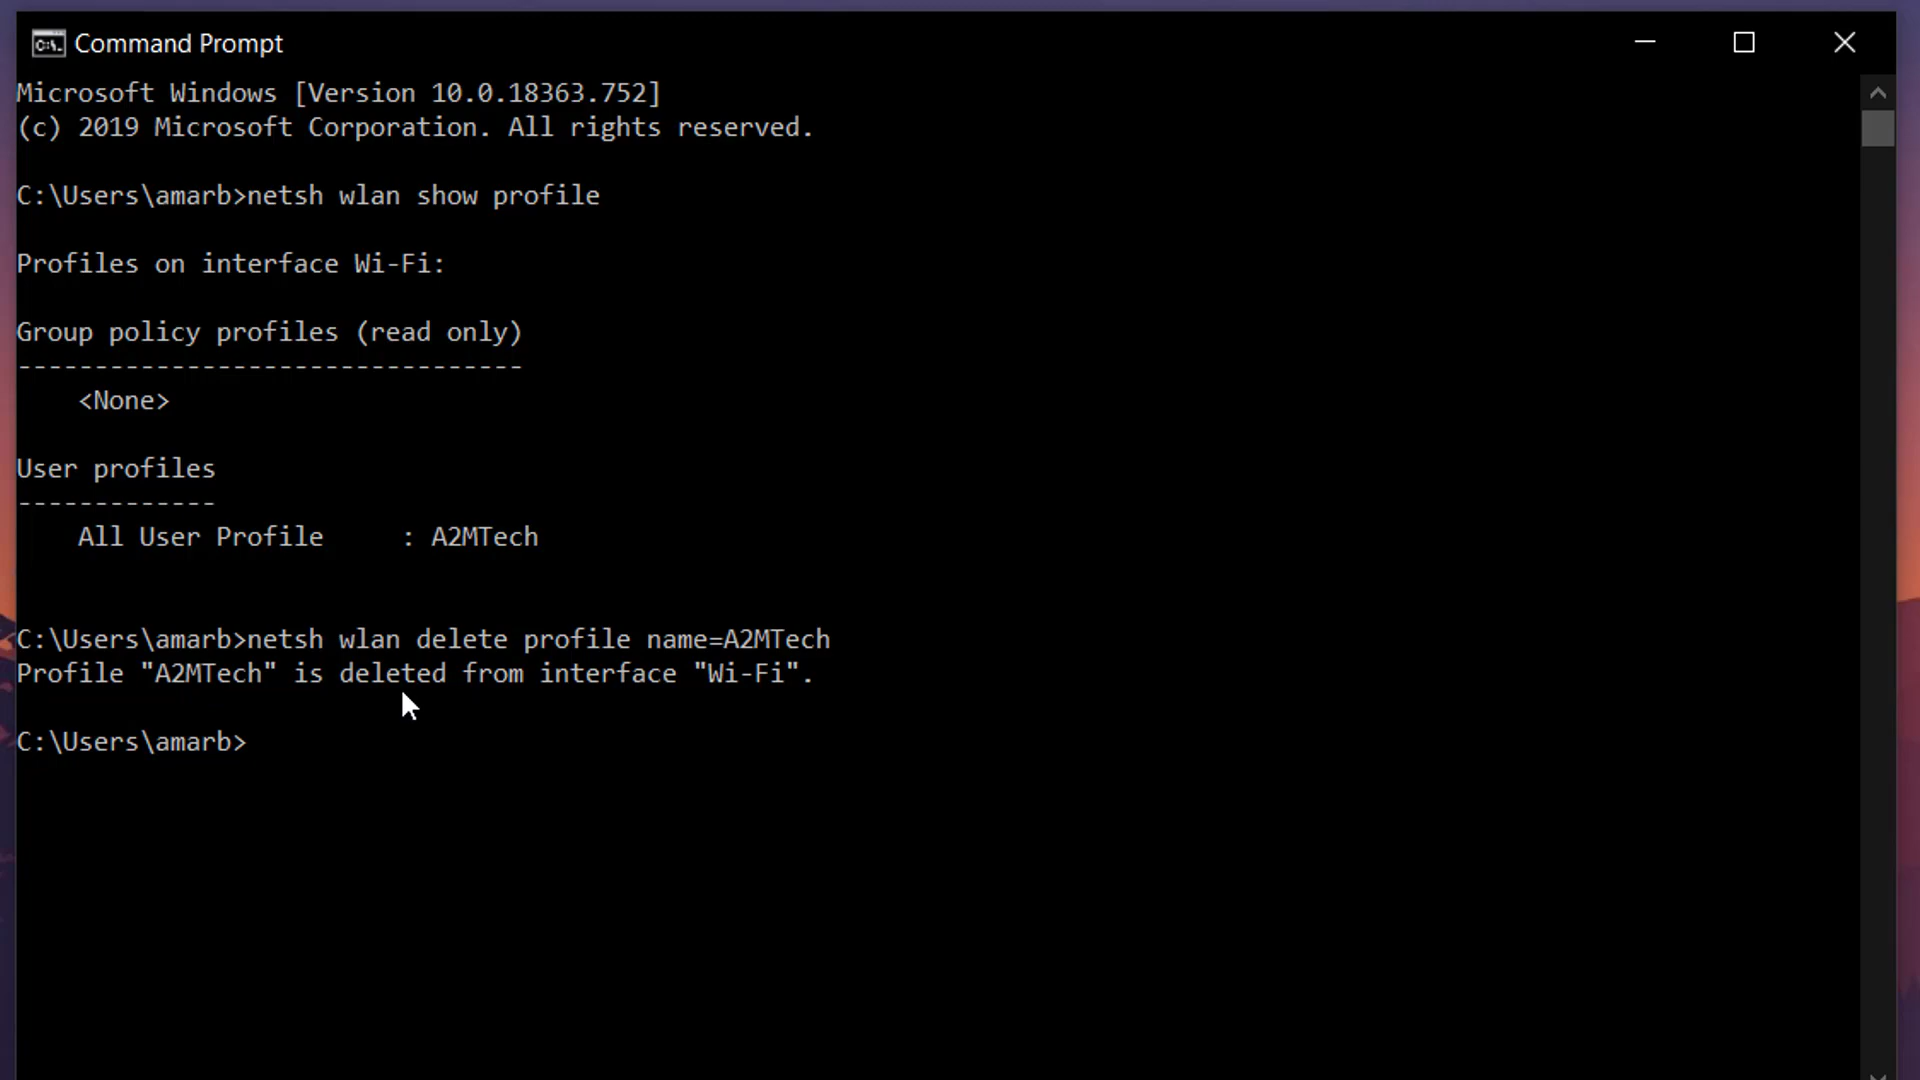 Command Prompt
Microsoft Windows [Version 10.0.18363.752]
(c) 2019 Microsoft Corporation. All rights reserved.
C:\Users\amarb>netsh wlan show profile
Profiles on interface Wi-Fi:
Group policy profiles (read only)
---------------------------------
<None>
User profiles
-------------
All User Profile     : A2MTech
C:\Users\amarb>netsh wlan delete profile name=A2MTech
Profile "A2MTech" is deleted from interface "Wi-Fi".
C:\Users\amarb>